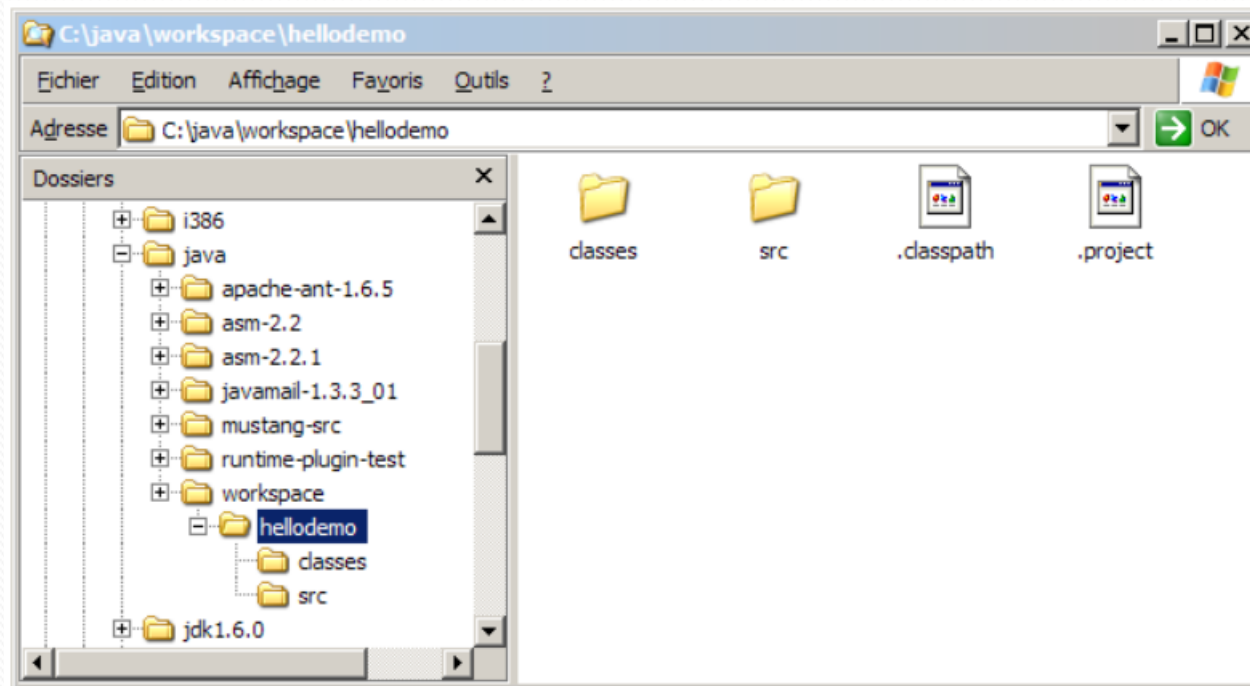 C:\java\workspace\hellodemo
Fichier Edition Affichage Favoris Outils ?
Adresse C:\java\workspace\hellodemo OK
Dossiers
i386
java
apache-ant-1.6.5
asm-2.2
asm-2.2.1
javamail-1.3.3_01
mustang-src
runtime-plugin-test
workspace
hellodemo
classes
src
jdk1.6.0
classes src .classpath .project